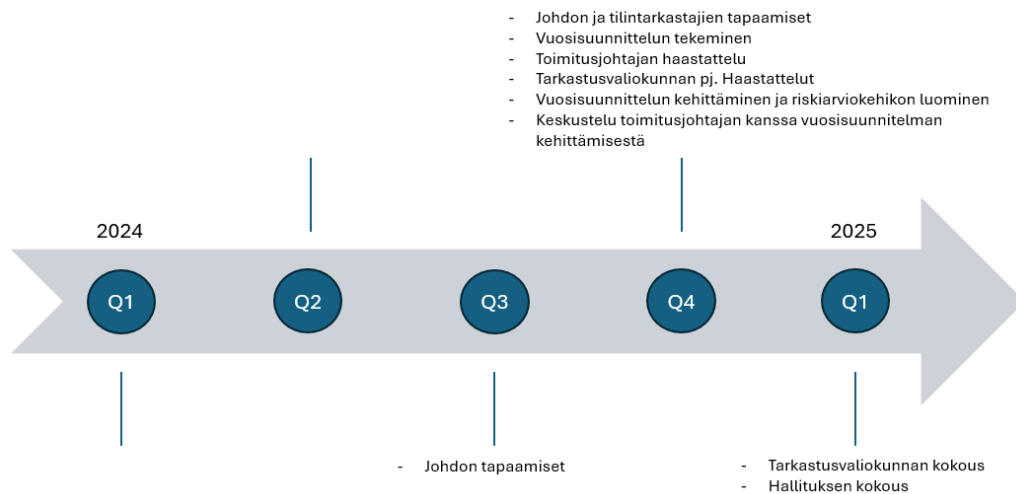 - Johdon ja tilintarkastajien tapaamiset
- Vuosisuunnittelun tekeminen
- Toimitusjohtajan haastattelu
- Tarkastusvaliokunnan pj. Haastattelut
- Vuosisuunnittelun kehittäminen ja riskiarviokehikon luominen
- Keskustelu toimitusjohtajan kanssa vuosisuunnitelman
kehittämisestä
2024
2025
Q1
Q2
Q3
Q4
Q1
- Johdon tapaamiset
- Tarkastusvaliokunnan kokous
- Hallituksen kokous